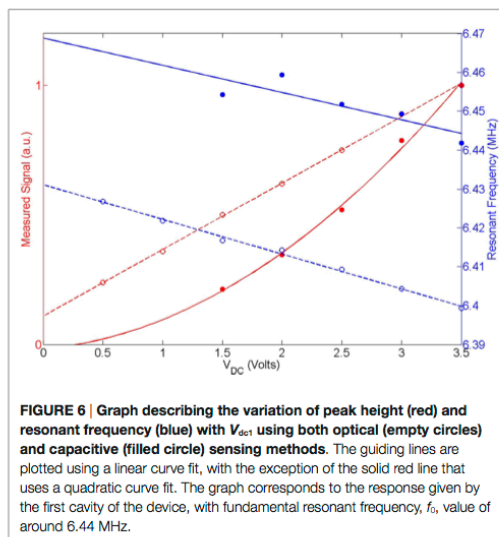 6.47
1
6.46
6.45
6.44
6.43
6.42
6.41
6.4
0
6.39
0
0.5
1
1.5
2
2.5
3
3.5
Measured Signal (a.u.)
Resonant Frequency (MHz)
V_DC (Volts)
FIGURE 6 | Graph describing the variation of peak height (red) and
resonant frequency (blue) with V_dc1 using both optical (empty circles)
and capacitive (filled circle) sensing methods. The guiding lines are
plotted using a linear curve fit, with the exception of the solid red line that
uses a quadratic curve fit. The graph corresponds to the response given by
the first cavity of the device, with fundamental resonant frequency, f₀, value of
around 6.44 MHz.